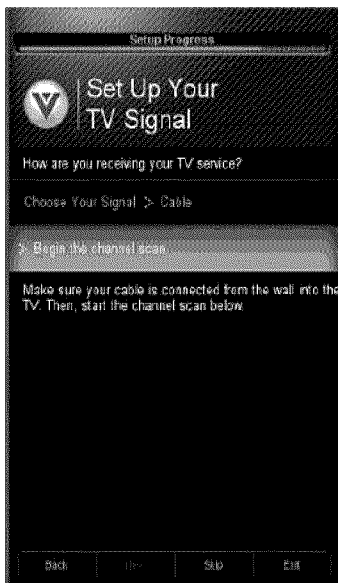 Setup Progress
V
Set Up Your
TV Signal
How are you receiving your TV service?
Choose Your Signal > Cable
> Begin the channel scan
Make sure your cable is connected from the wall into the
TV. Then, start the channel scan below.
Back
Skip
Exit